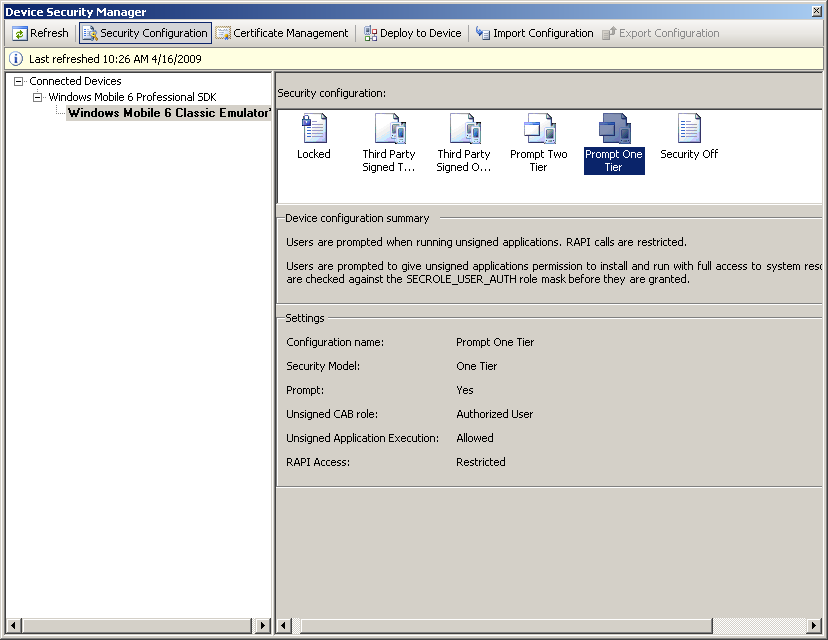 Device Security Manager
Refresh Security Configuration Certificate Management Deploy to Device Import Configuration Export Configuration
Last refreshed 10:26 AM 4/16/2009
Connected Devices
Windows Mobile 6 Professional SDK
Windows Mobile 6 Classic Emulator
Security configuration:
Locked
Third Party
Signed T...
Third Party
Signed O...
Prompt Two
Tier
Prompt One
Tier
Security Off
Device configuration summary
Users are prompted when running unsigned applications. RAPI calls are restricted.
Users are prompted to give unsigned applications permission to install and run with full access to system
are checked against the SECROLE_USER_AUTH role mask before they are granted.
Settings
Configuration name: Prompt One Tier
Security Model: One Tier
Prompt: Yes
Unsigned CAB role: Authorized User
Unsigned Application Execution: Allowed
RAPI Access: Restricted